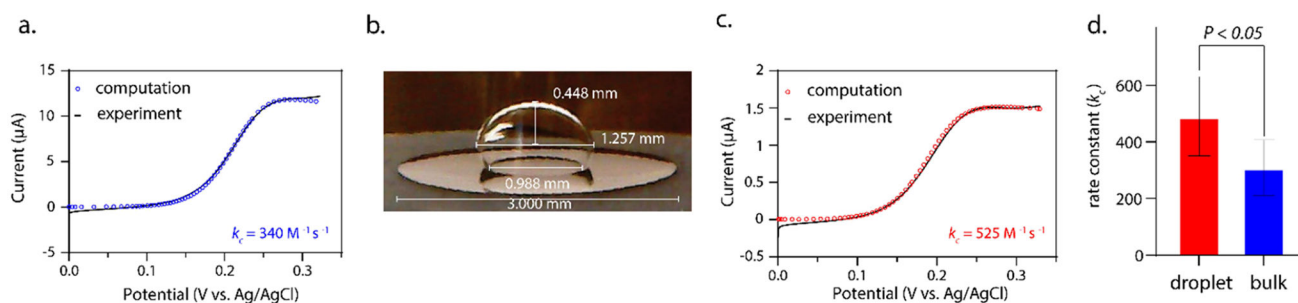 a.
15
10
5
0
-5
Current (µA)
computation
experiment
k_c = 340 M⁻¹ s⁻¹
0.0
0.1
0.2
0.3
Potential (V vs. Ag/AgCl)
b.
0.448 mm
1.257 mm
0.988 mm
3.000 mm
c.
2
1.5
1
0.5
0
-0.5
Current (µA)
computation
experiment
k_c = 525 M⁻¹ s⁻¹
0.0
0.1
0.2
0.3
Potential (V vs. Ag/AgCl)
d.
P < 0.05
600
400
200
0
rate constant (k_c)
droplet bulk